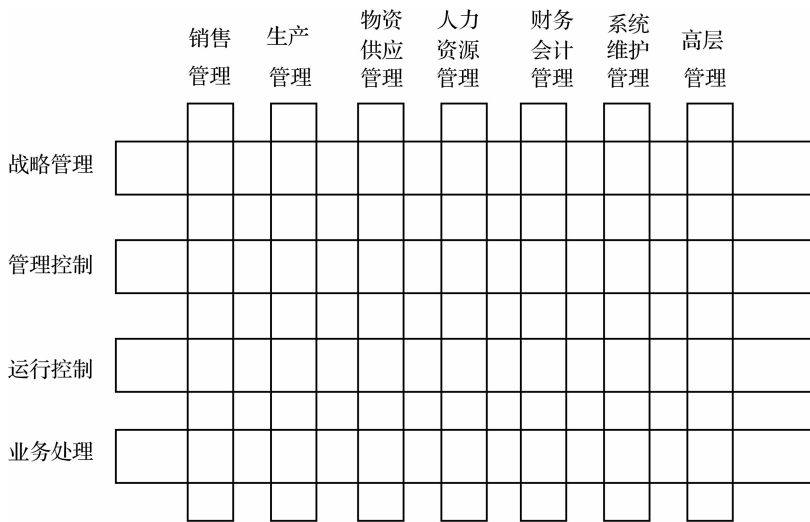 销售
管理
生产
管理
物资
供应
管理
人力
资源
管理
财务
会计
管理
系统
维护
管理
高层
管理
战略管理
管理控制
运行控制
业务处理